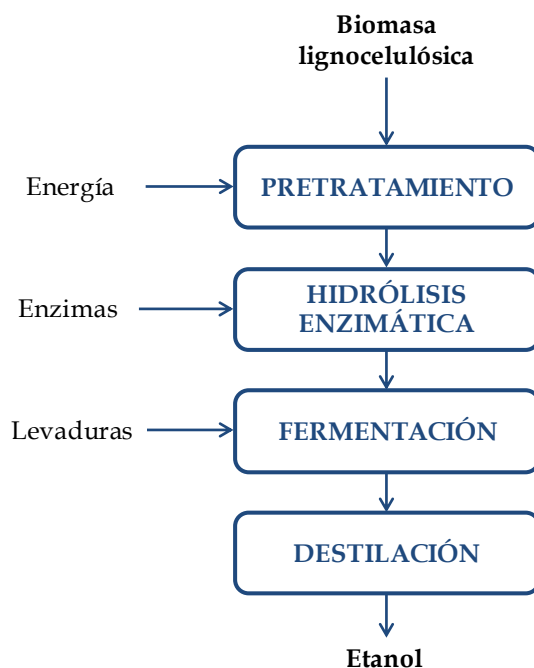 Biomasa
lignocelulósica
Energía
PRETRATAMIENTO
Enzimas
HIDRÓLISIS
ENZIMÁTICA
Levaduras
FERMENTACIÓN
DESTILACIÓN
Etanol